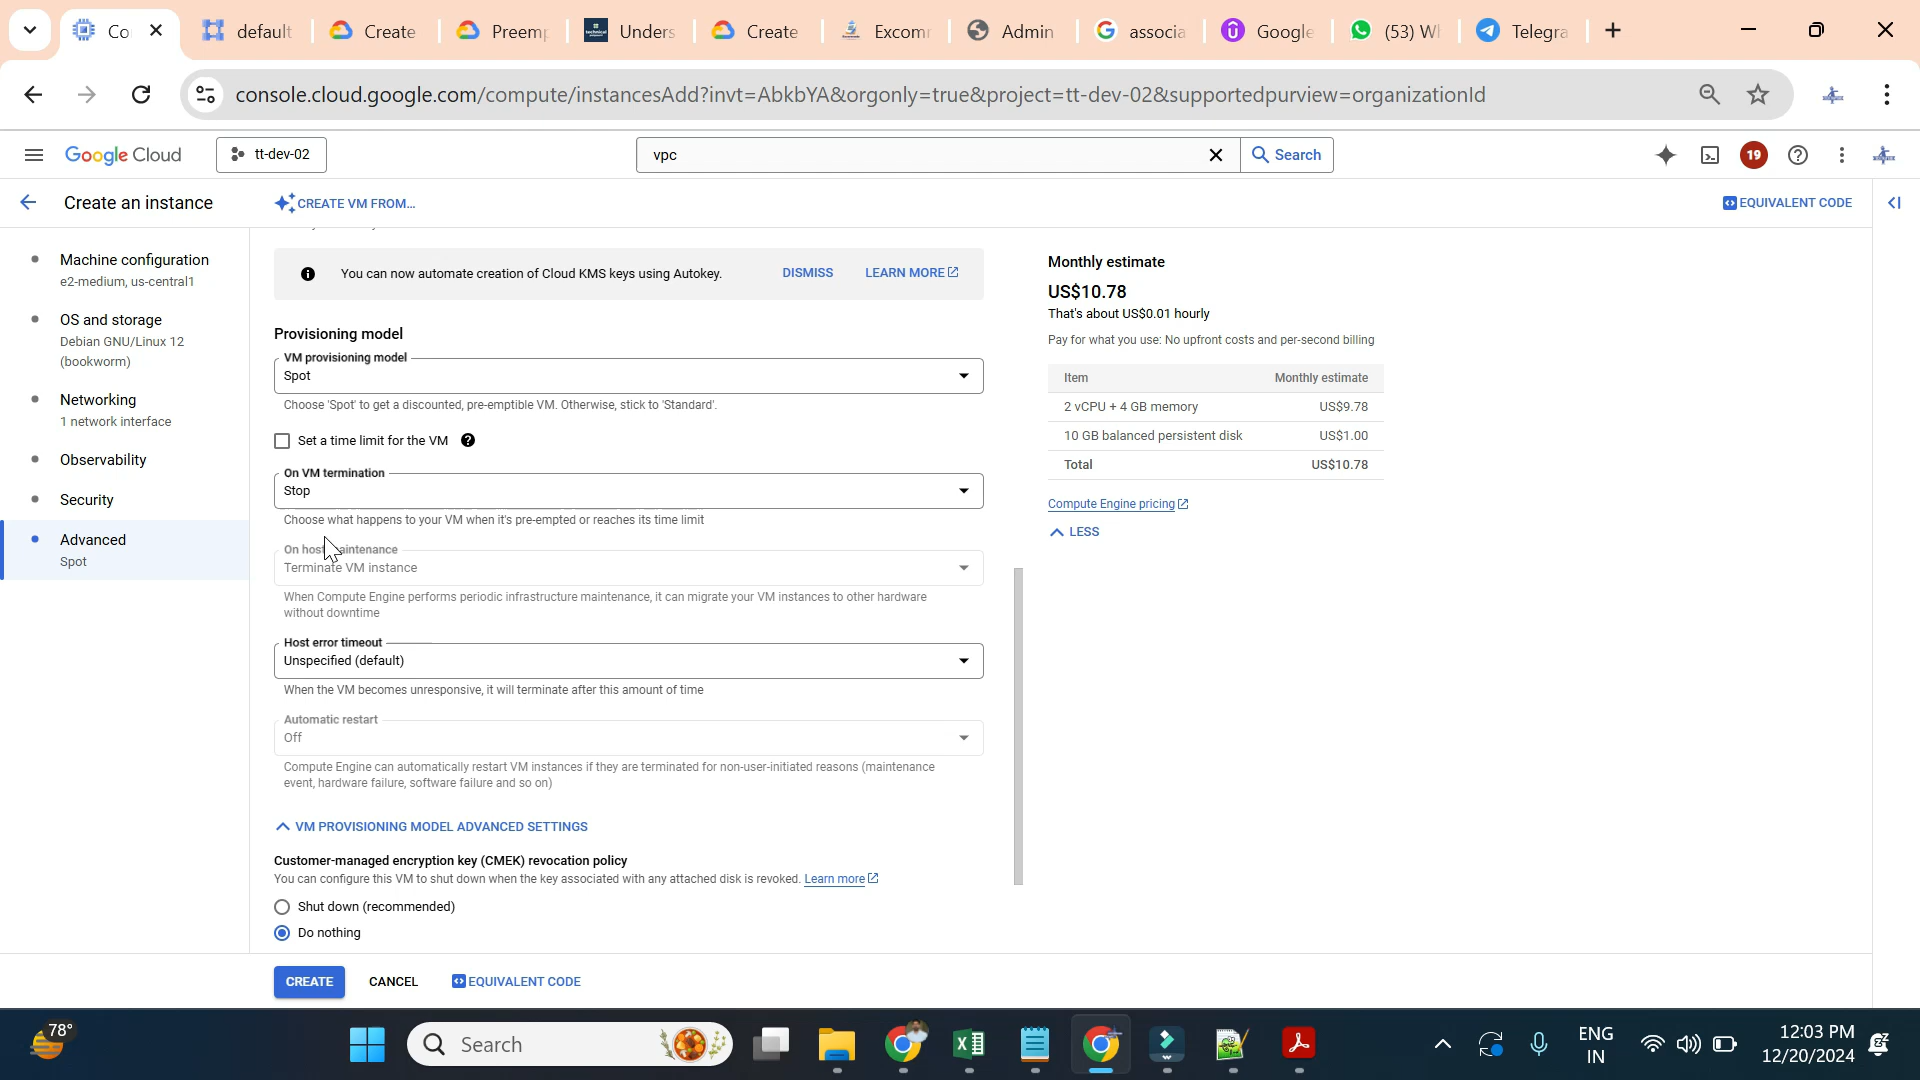 Co
default
Create
Preemp
Unders
Create
Excom
Admin
associa
Google
(53) W
Telegra
console.cloud.google.com/compute/instancesAdd?invt=AbkbYA&orgonly=true&project=tt-dev-02&supportedpurview=organizationId
Google Cloud
tt-dev-02
vpc
Search
19
Create an instance
CREATE VM FROM...
EQUIVALENT CODE
Machine configuration
e2-medium, us-central1
OS and storage
Debian GNU/Linux 12
(bookworm)
Networking
1 network interface
Observability
Security
Advanced
Spot
You can now automate creation of Cloud KMS keys using Autokey.
DISMISS
LEARN MORE
Provisioning model
VM provisioning model
Spot
Choose 'Spot' to get a discounted, pre-emptible VM. Otherwise, stick to 'Standard'.
Set a time limit for the VM
On VM termination
Stop
Choose what happens to your VM when it's pre-empted or reaches its time limit
On host maintenance
Terminate VM instance
When Compute Engine performs periodic infrastructure maintenance, it can migrate your VM instances to other hardware
without downtime
Host error timeout
Unspecified (default)
When the VM becomes unresponsive, it will terminate after this amount of time
Automatic restart
Off
Compute Engine can automatically restart VM instances if they are terminated for non-user-initiated reasons (maintenance
event, hardware failure, software failure and so on)
VM PROVISIONING MODEL ADVANCED SETTINGS
Customer-managed encryption key (CMEK) revocation policy
You can configure this VM to shut down when the key associated with any attached disk is revoked. Learn more
Shut down (recommended)
Do nothing
CREATE
CANCEL
EQUIVALENT CODE
Monthly estimate
US$10.78
That's about US$0.01 hourly
Pay for what you use: No upfront costs and per-second billing
Item Monthly estimate
2 vCPU + 4 GB memory US$9.78
10 GB balanced persistent disk US$1.00
Total US$10.78
Compute Engine pricing
LESS
78°
Search
ENG
IN
12:03 PM
12/20/2024